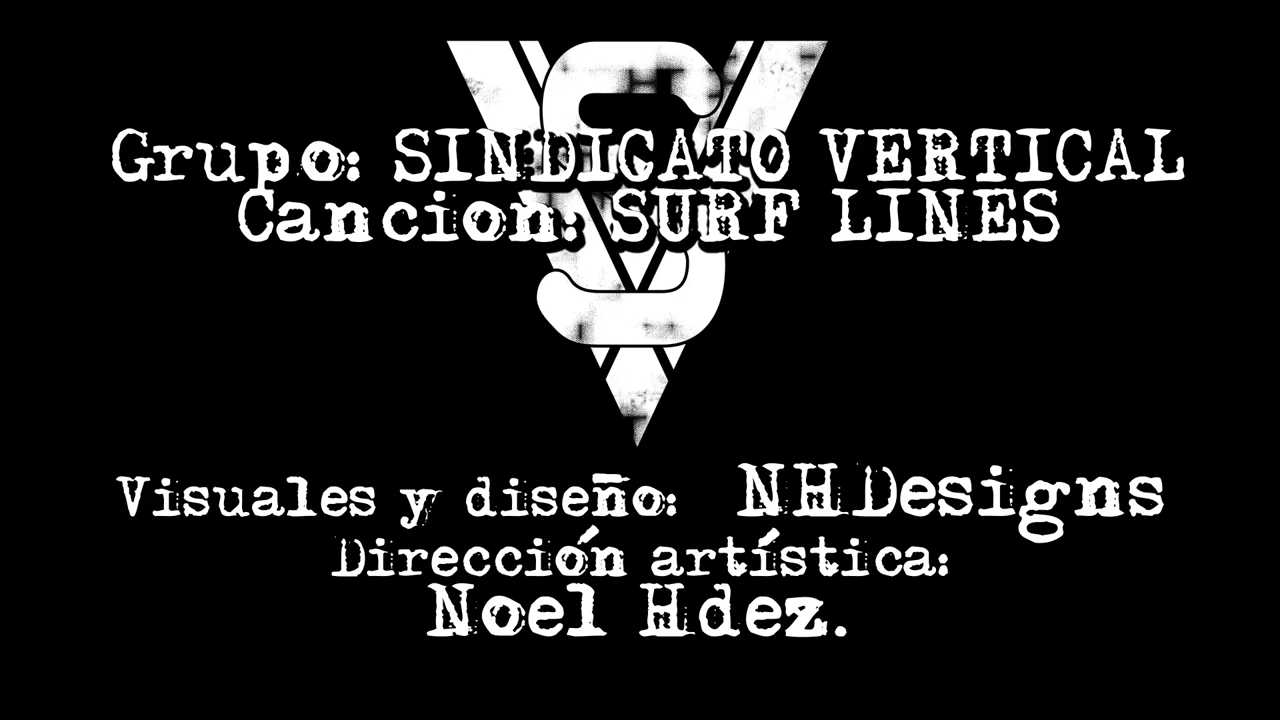 Grupo: SINDICATO VERTICAL
Cancion: SURF LINES
Visuales y diseño: NHDesigns
Dirección artística:
Noel Hdez.